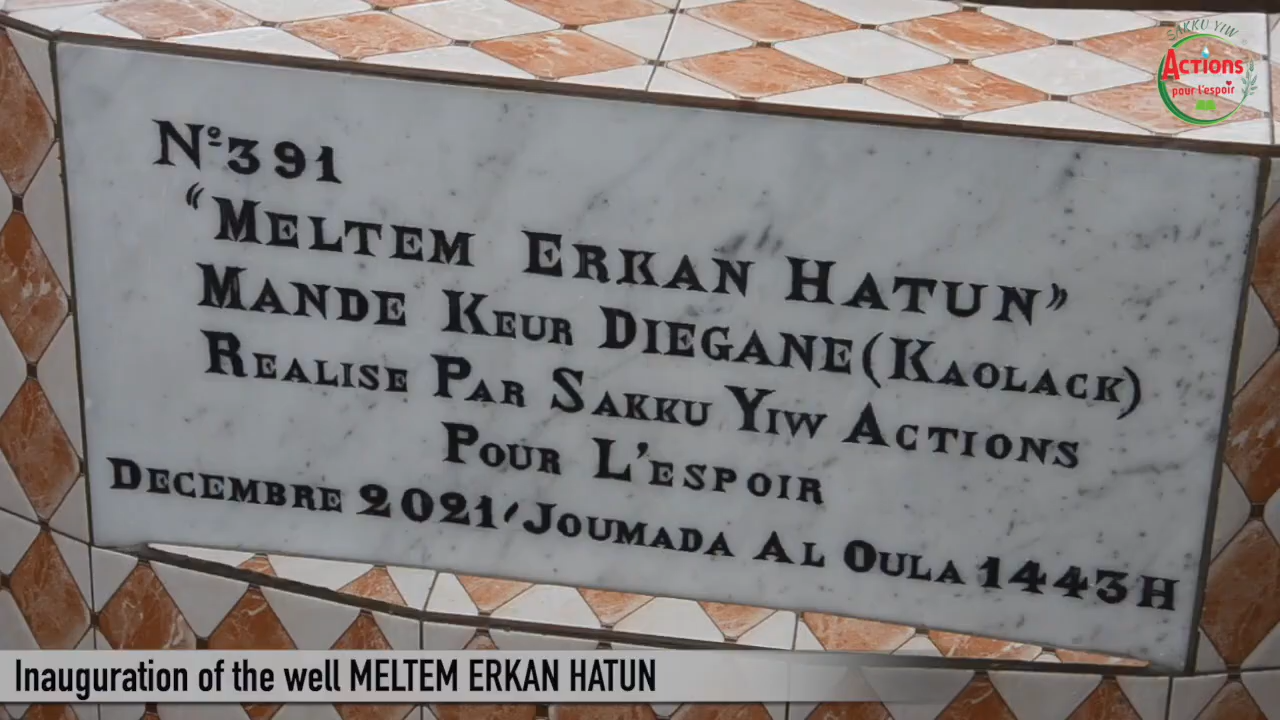 SAKKU YIW
ACTIONS
pour l'espoir
Nº391
“MELTEM ERKAN HATUN”
MANDE KEUR DIEGANE(KAOLACK)
REALISE PAR SAKKU YIW ACTIONS
POUR L'ESPOIR
DECEMBRE 2021/JOUMADA AL OULA 1443H
Inauguration of the well MELTEM ERKAN HATUN